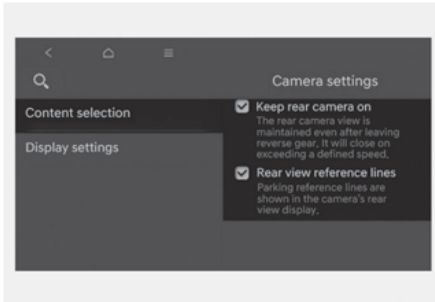 Camera settings
Content selection
Display settings
Keep rear camera on
The rear camera view is
maintained even after leaving
reverse gear. It will close on
exceeding a defined speed.
Rear view reference lines
Parking reference lines are
shown in the camera's rear
view display.